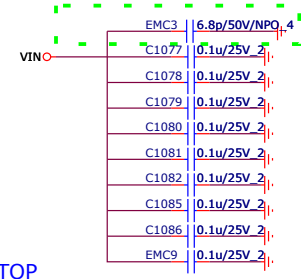 EMC3 6.8p/50V/NPO_4
VIN
C1077 0.1u/25V_2
C1078 0.1u/25V_2
C1079 0.1u/25V_2
C1080 0.1u/25V_2
C1081 0.1u/25V_2
C1082 0.1u/25V_2
C1085 0.1u/25V_2
C1086 0.1u/25V_2
EMC9 0.1u/25V_2
TOP